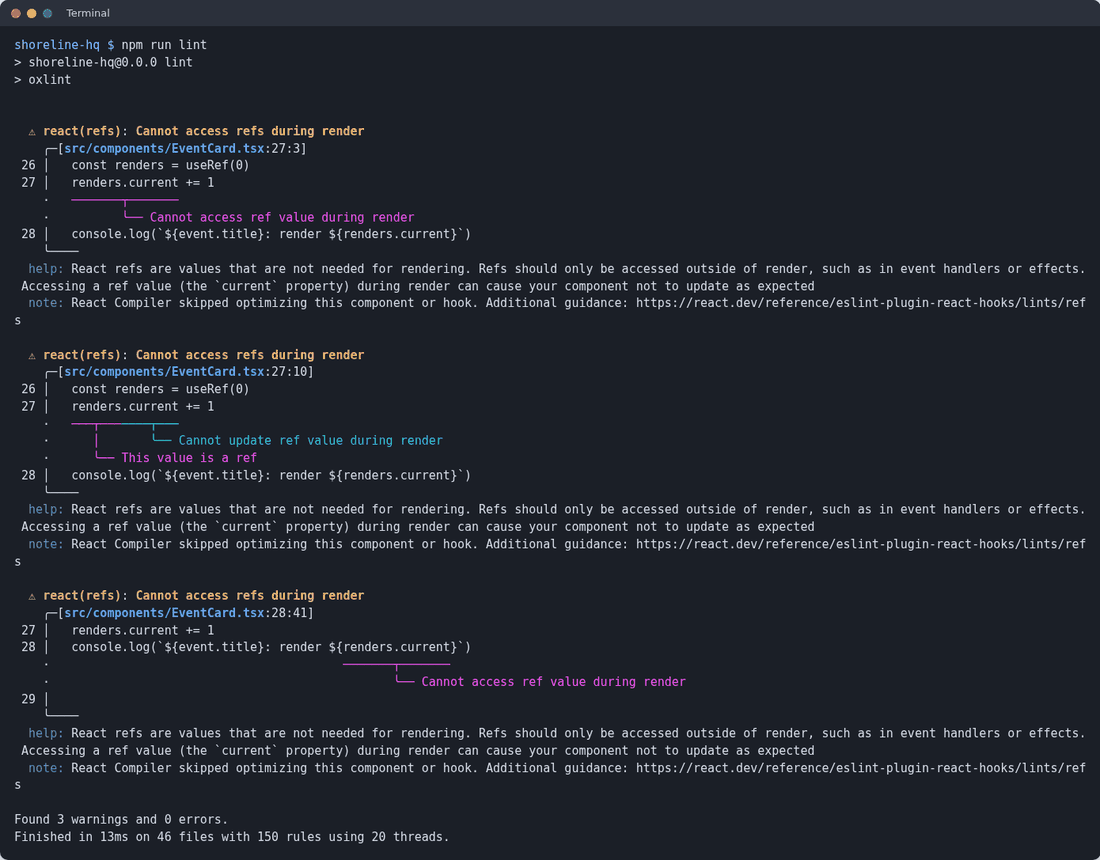 Terminal
shoreline-hq $ npm run lint
> shoreline-hq@0.0.0 lint
> oxlint
⚠ react(refs): Cannot access refs during render
╭─[src/components/EventCard.tsx:27:3]
26 │   const renders = useRef(0)
27 │   renders.current += 1
·   ───────┬───────
·          ╰── Cannot access ref value during render
28 │   console.log(`${event.title}: render ${renders.current}`)
╰────
help: React refs are values that are not needed for rendering. Refs should only be accessed outside of render, such as in event handlers or effects.
Accessing a ref value (the `current` property) during render can cause your component not to update as expected
note: React Compiler skipped optimizing this component or hook. Additional guidance: https://react.dev/reference/eslint-plugin-react-hooks/lints/ref
s
⚠ react(refs): Cannot access refs during render
╭─[src/components/EventCard.tsx:27:10]
26 │   const renders = useRef(0)
27 │   renders.current += 1
·   ───┬───────┬───
·      │       ╰── Cannot update ref value during render
·      ╰── This value is a ref
28 │   console.log(`${event.title}: render ${renders.current}`)
╰────
help: React refs are values that are not needed for rendering. Refs should only be accessed outside of render, such as in event handlers or effects.
Accessing a ref value (the `current` property) during render can cause your component not to update as expected
note: React Compiler skipped optimizing this component or hook. Additional guidance: https://react.dev/reference/eslint-plugin-react-hooks/lints/ref
s
⚠ react(refs): Cannot access refs during render
╭─[src/components/EventCard.tsx:28:41]
27 │   renders.current += 1
28 │   console.log(`${event.title}: render ${renders.current}`)
·                                         ───────┬───────
·                                                ╰── Cannot access ref value during render
29 │
╰────
help: React refs are values that are not needed for rendering. Refs should only be accessed outside of render, such as in event handlers or effects.
Accessing a ref value (the `current` property) during render can cause your component not to update as expected
note: React Compiler skipped optimizing this component or hook. Additional guidance: https://react.dev/reference/eslint-plugin-react-hooks/lints/ref
s
Found 3 warnings and 0 errors.
Finished in 13ms on 46 files with 150 rules using 20 threads.